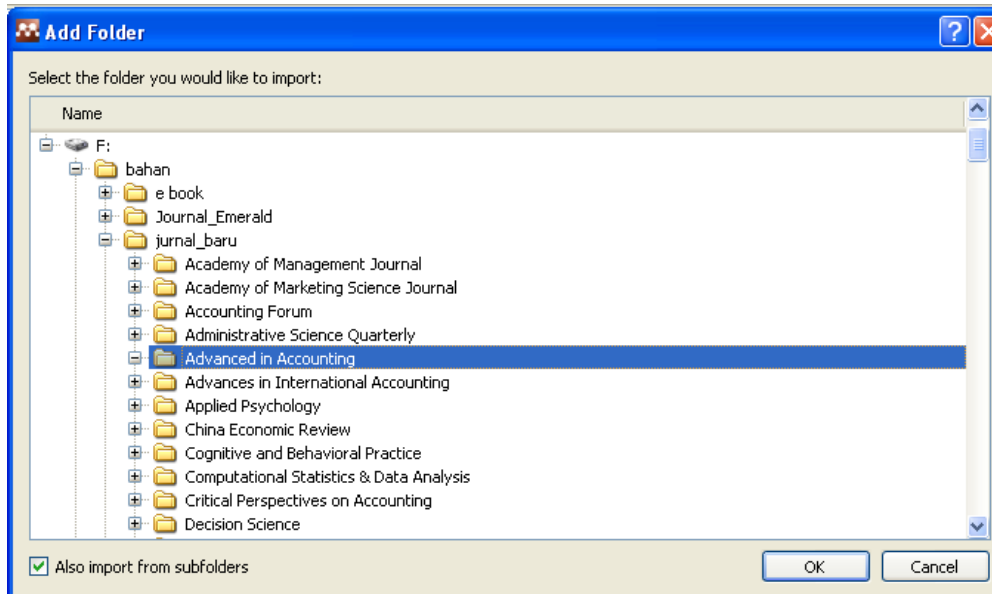 Add Folder
Select the folder you would like to import:
Name
F:
bahan
e book
Journal_Emerald
jurnal_baru
Academy of Management Journal
Academy of Marketing Science Journal
Accounting Forum
Administrative Science Quarterly
Advanced in Accounting
Advances in International Accounting
Applied Psychology
China Economic Review
Cognitive and Behavioral Practice
Computational Statistics & Data Analysis
Critical Perspectives on Accounting
Decision Science
Also import from subfolders
OK Cancel